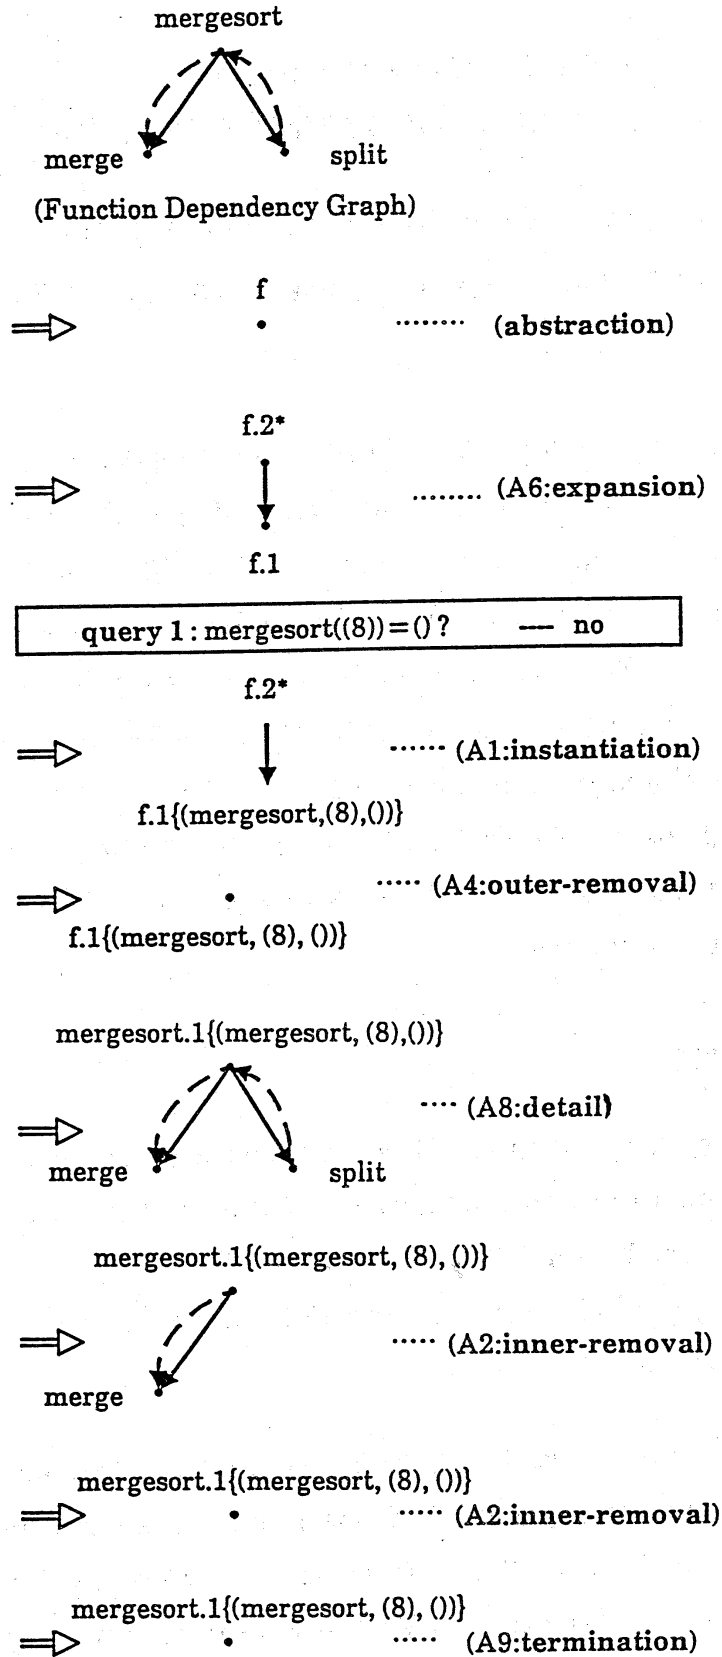 mergesort
merge split
(Function Dependency Graph)
f
........ (abstraction)
f.2*
........ (A6:expansion)
f.1
query 1 : mergesort((8)) = () ? — no
f.2*
...... (A1:instantiation)
f.1{(mergesort,(8),())}
..... (A4:outer-removal)
f.1{(mergesort, (8), ())}
mergesort.1{(mergesort, (8),())}
.... (A8:detail)
merge split
mergesort.1{(mergesort, (8), ())}
..... (A2:inner-removal)
merge
mergesort.1{(mergesort, (8), ())}
..... (A2:inner-removal)
mergesort.1{(mergesort, (8), ())}
..... (A9:termination)